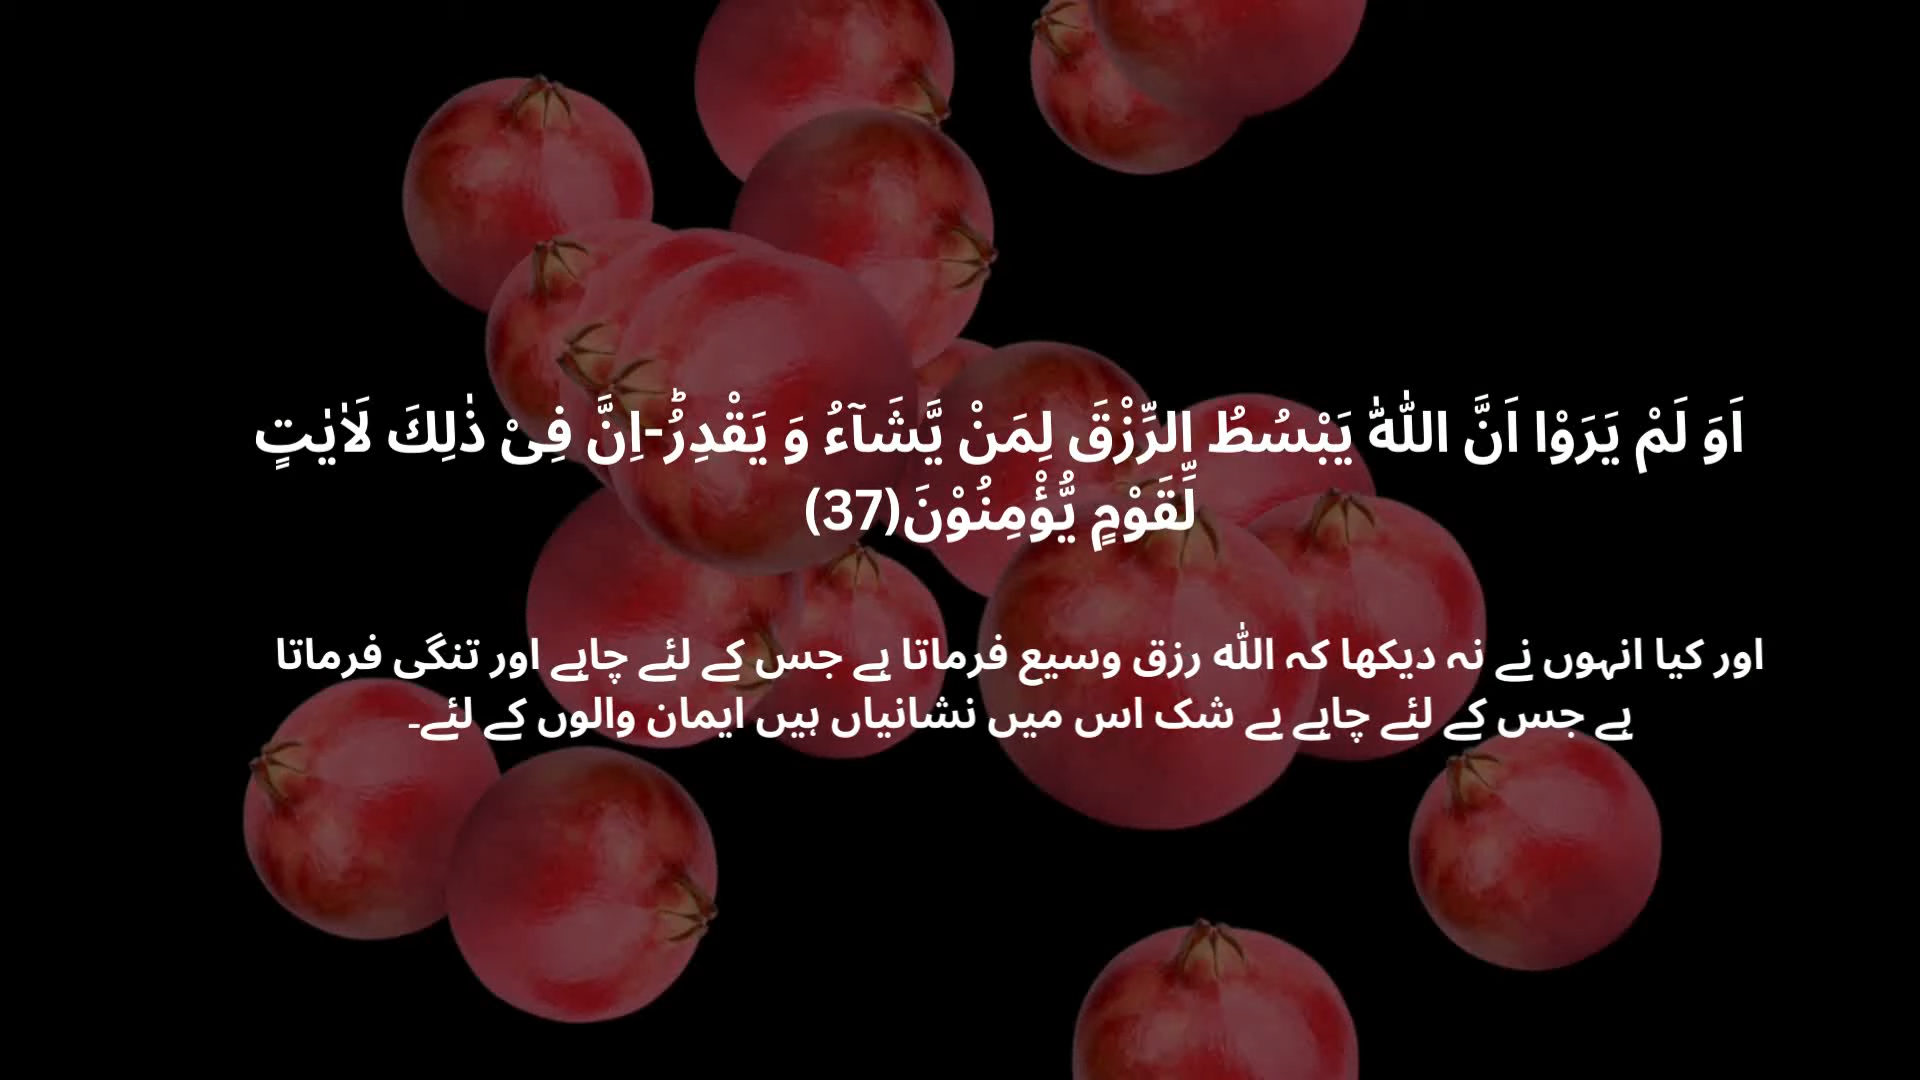 اَوَ لَمْ یَرَوْا اَنَّ اللّٰهَ یَبْسُطُ الرِّزْقَ لِمَنْ یَّشَآءُ وَ یَقْدِرُؕ-اِنَّ فِیْ ذٰلِكَ لَاٰیٰتٍ
لِّقَوْمٍ یُّؤْمِنُوْنَ(37)
اور کیا انہوں نے نہ دیکھا کہ اللّٰہ رزق وسیع فرماتا ہے جس کے لئے چاہے اور تنگی فرماتا
ہے جس کے لئے چاہے بے شک اس میں نشانیاں ہیں ایمان والوں کے لئے۔